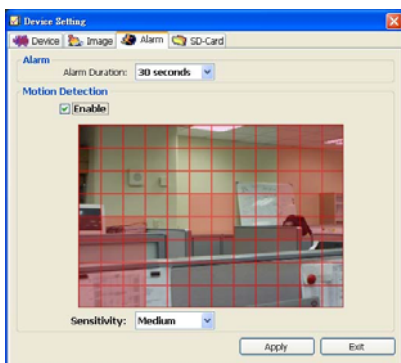 Device Setting
Device Image Alarm SD-Card
Alarm
Alarm Duration: 30 seconds
Motion Detection
Enable
Sensitivity: Medium
Apply Exit